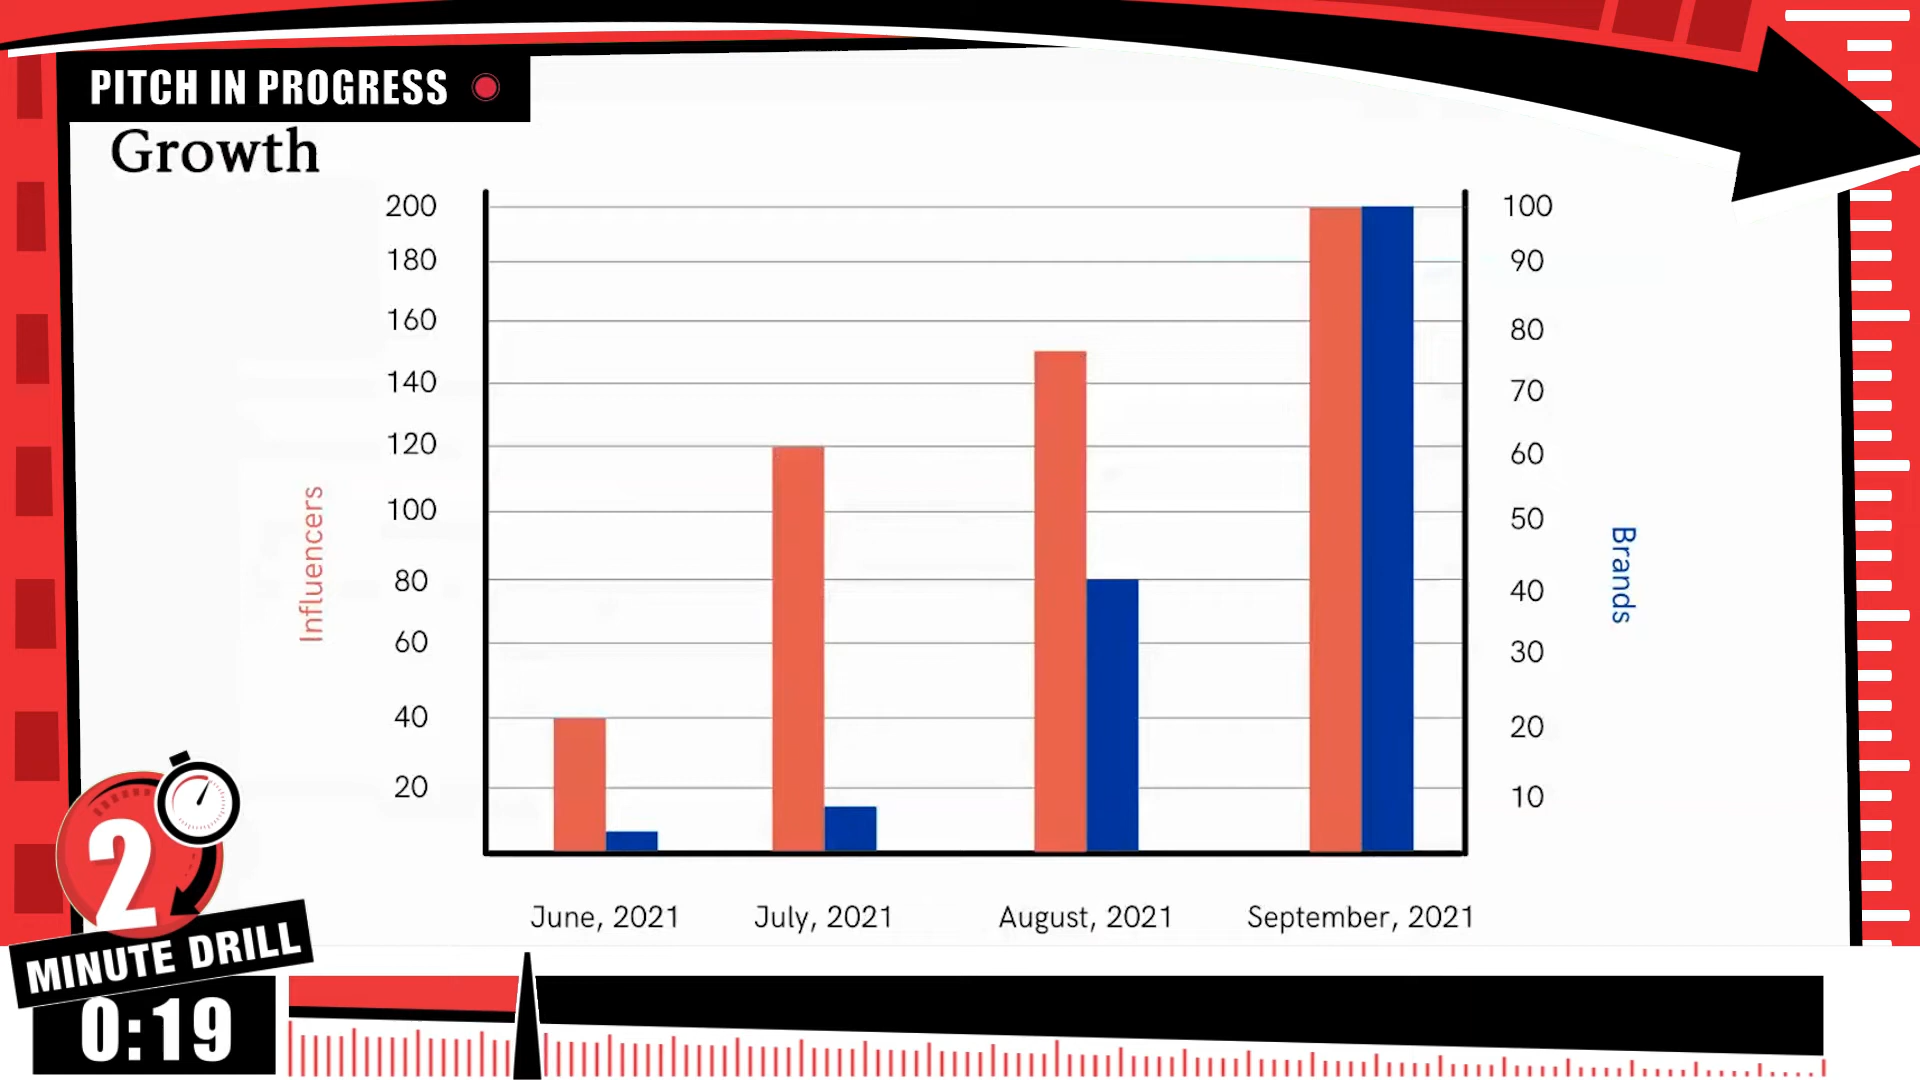 PITCH IN PROGRESS
Growth
200
180
160
140
120
100
80
60
40
20
Influencers
100
90
80
70
60
50
40
30
20
10
Brands
June, 2021
July, 2021
August, 2021
September, 2021
2
MINUTE DRILL
0:19